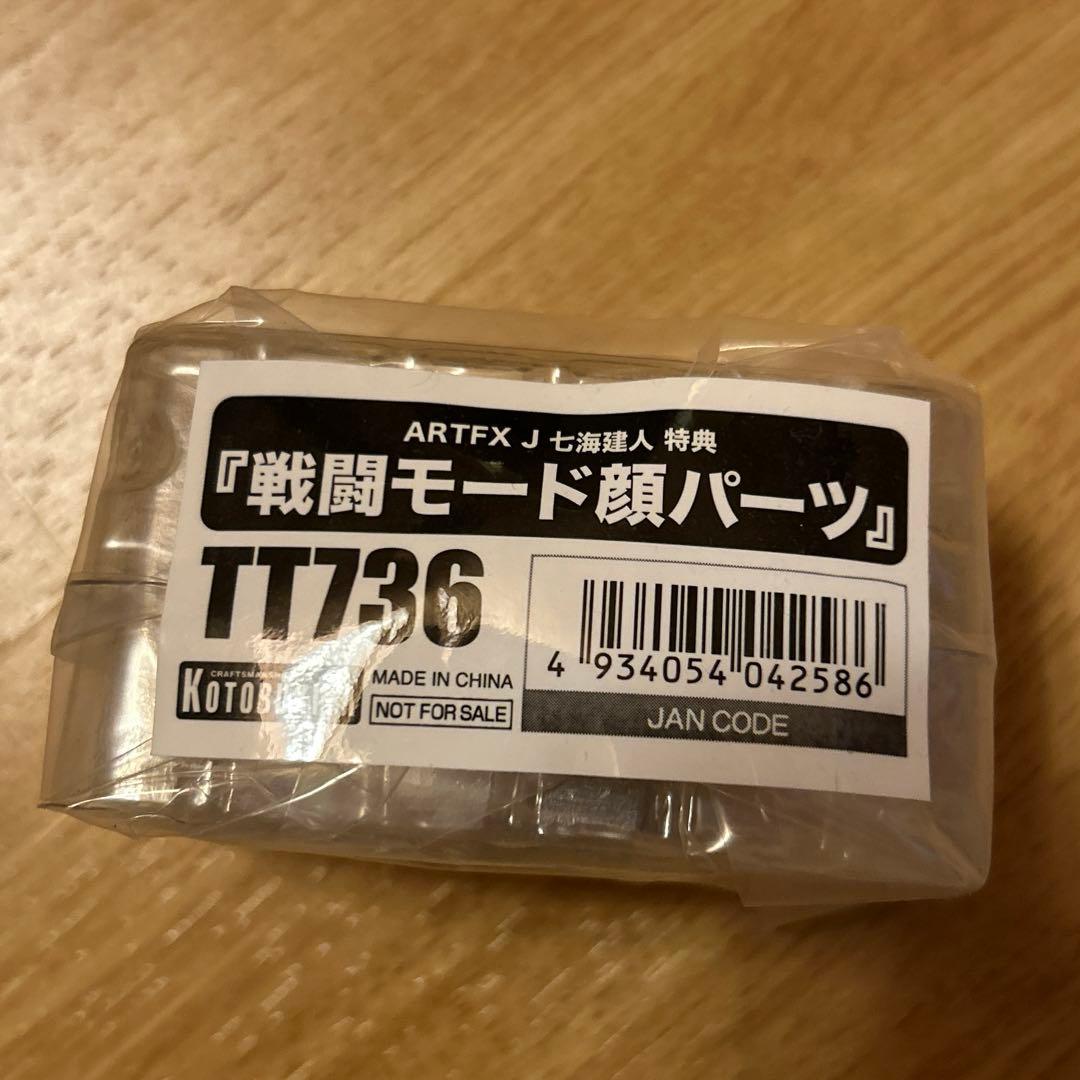 ARTFX J 七海建人 特典
『戦闘モード顔パーツ』
TT736
MADE IN CHINA
NOT FOR SALE
4 934054 042586
JAN CODE